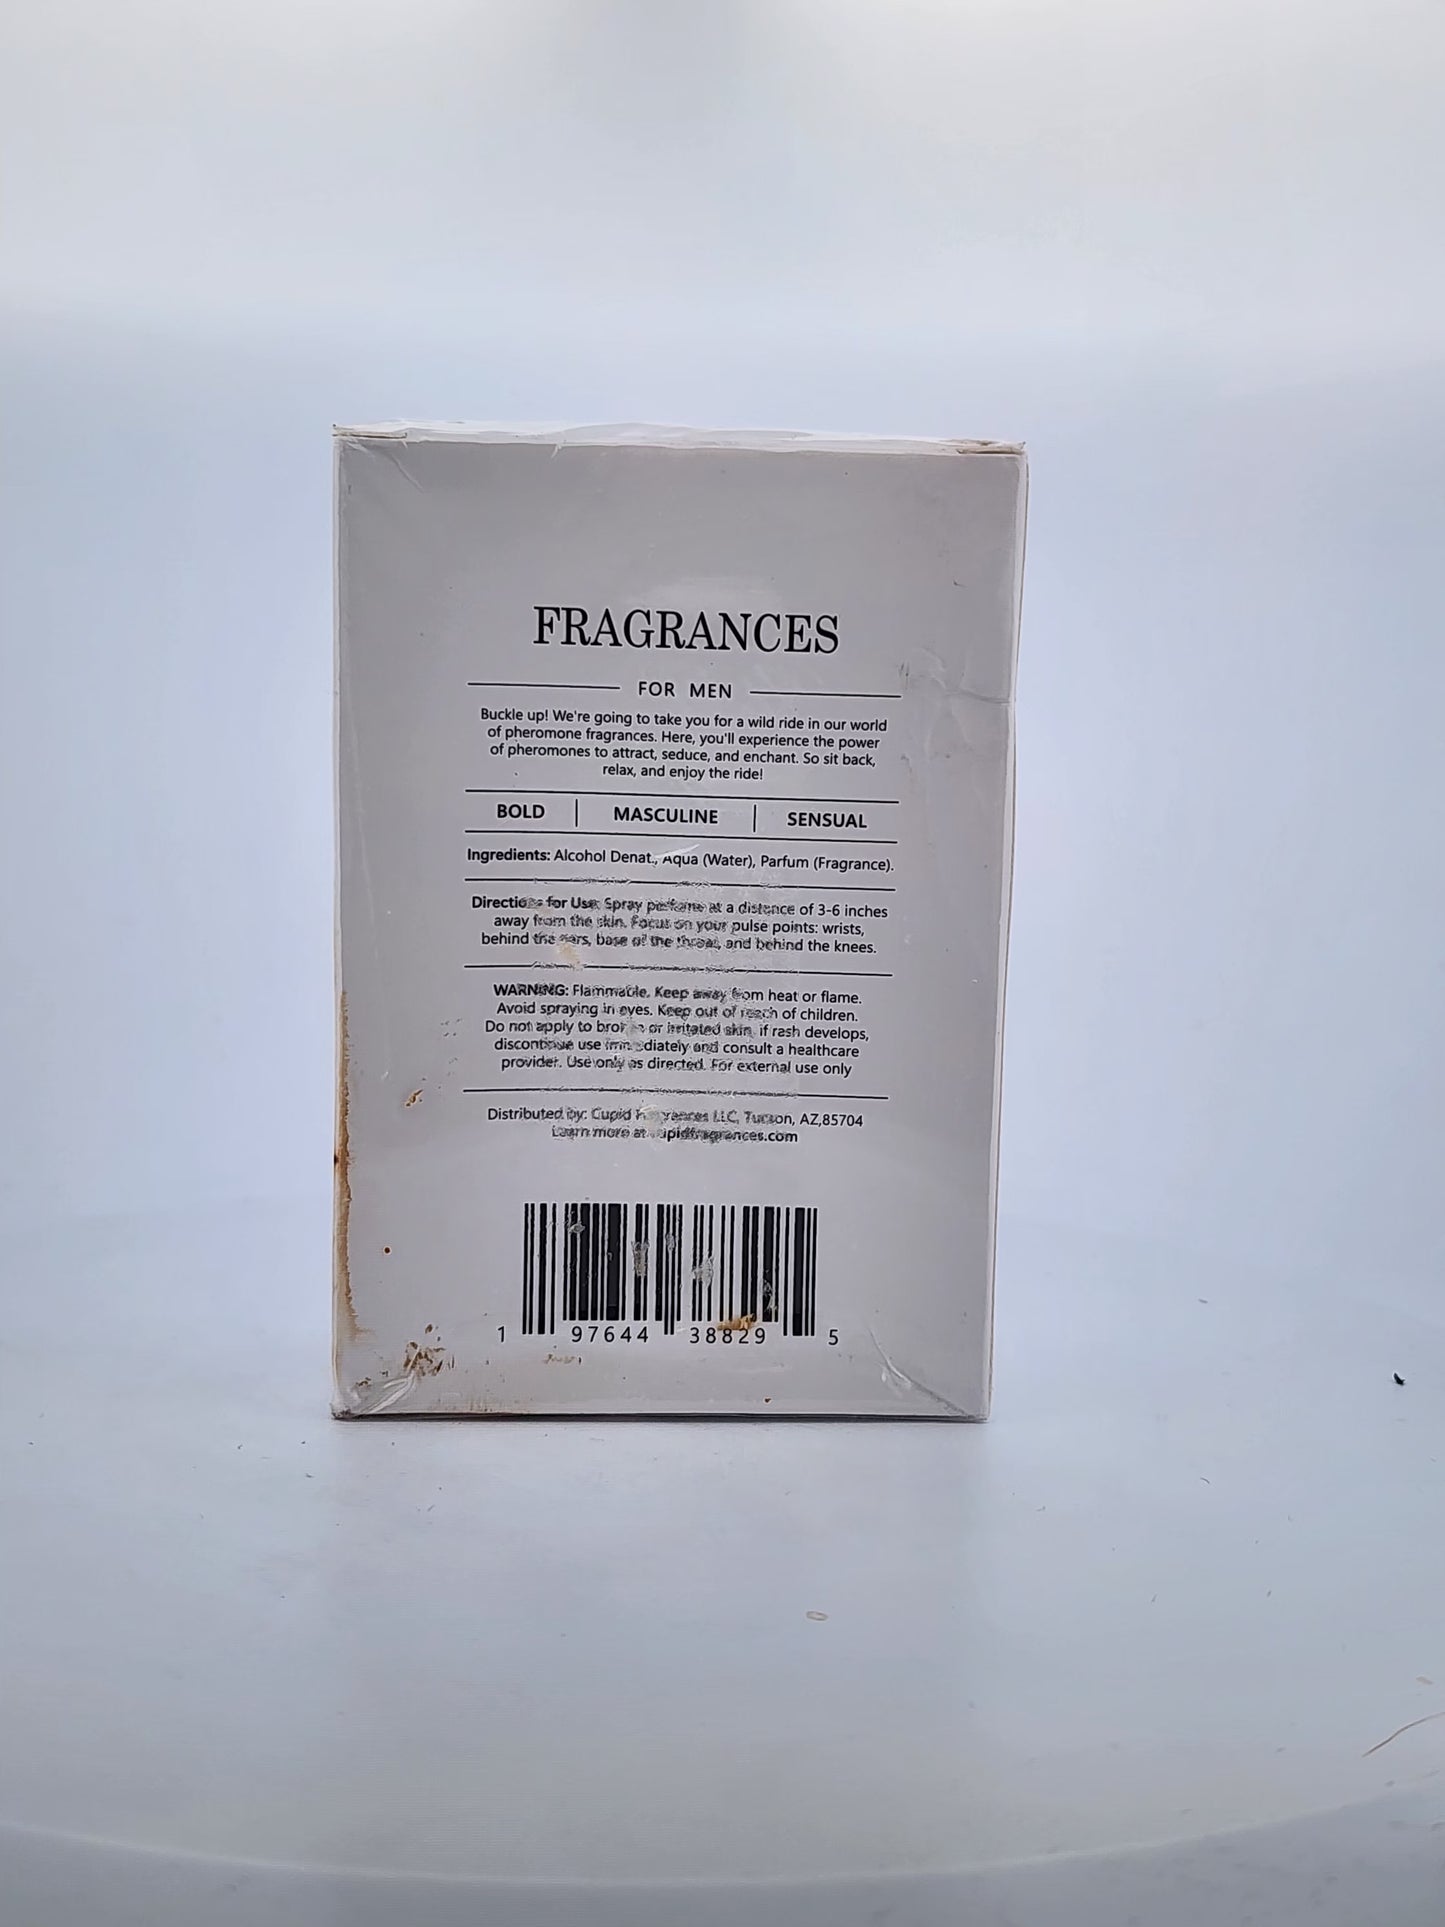 FRAGRANCES
FOR MEN
Buckle up! We're going to take you for a wild ride in our world
of pheromone fragrances. Here, you'll experience the power
of pheromones to attract, seduce, and enchant. So sit back,
relax, and enjoy the ride!
BOLD | MASCULINE | SENSUAL
Ingredients: Alcohol Denat., Aqua (Water), Parfum (Fragrance).
Directions for Use: Spray perfume at a distance of 3-6 inches
away from the skin. Focus on your pulse points: wrists,
behind the ears, base of the throat, and behind the knees.
WARNING: Flammable. Keep away from heat or flame.
Avoid spraying in eyes. Keep out of reach of children.
Do not apply to broken or irritated skin, if rash develops,
discontinue use immediately and consult a healthcare
provider. Use only as directed. For external use only
Distributed by: Cupid Fragrances LLC, Tucson, AZ,85704
Learn more at cupidfragrances.com
1 97644 38829 5